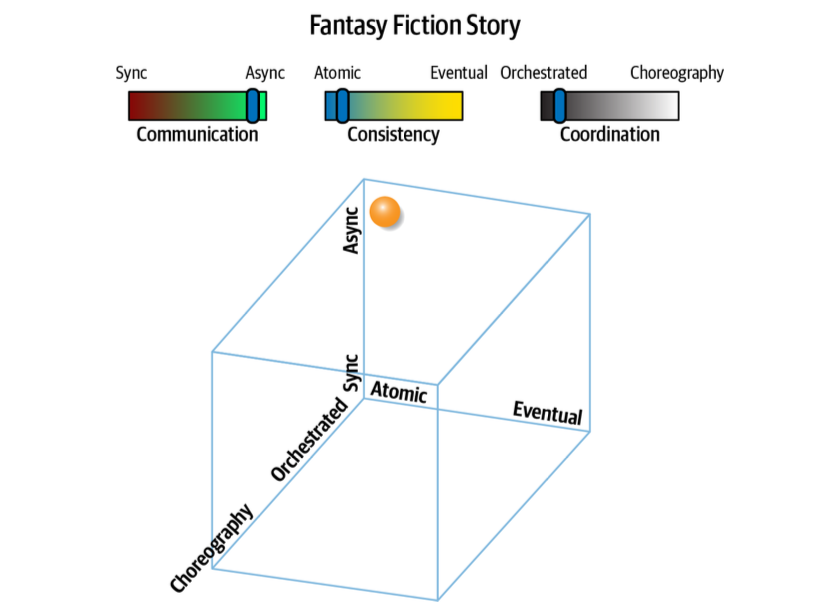 Fantasy Fiction Story
Sync Async
Atomic Eventual
Orchestrated Choreography
Communication
Consistency
Coordination
Async
Sync
Atomic
Eventual
Orchestrated
Choreography